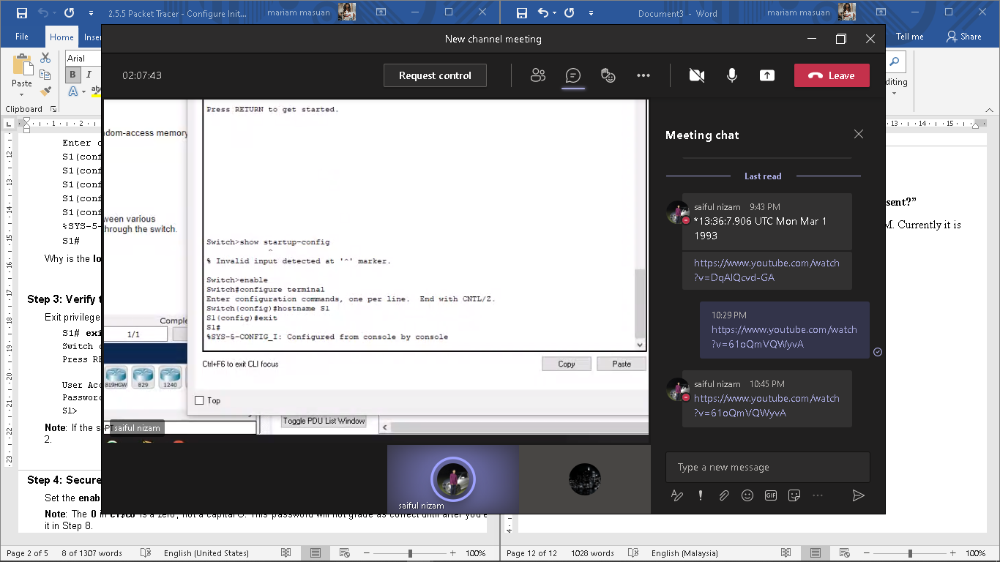 2.5.5 Packet Tracer - Configure Init...
mariam masuan
Document3 - Word
mariam masuan
File
Home
Inser
Tell me
Share
New channel meeting
02:07:43
Request control
Leave
Arial
B
I
Paste
Clipboard
diting
Press RETURN to get started.
ndom-access memory
ween various
hrough the switch.
Switch>show startup-config
^
% Invalid input detected at '^' marker.
Switch>enable
Switch#configure terminal
Enter configuration commands, one per line. End with CNTL/Z.
Switch(config)#hostname S1
S1(config)#exit
S1#
%SYS-5-CONFIG_I: Configured from console by console
Comple
1/1
Ctrl+F6 to exit CLI focus
Copy
Paste
819HGW
829
1240
Top
Toggle PDU List Window
saiful nizam
saiful nizam
Meeting chat
Last read
saiful nizam 9:43 PM
*13:36:7.906 UTC Mon Mar 1
1993
https://www.youtube.com/watch
?v=DqAlQcvd-GA
10:29 PM
https://www.youtube.com/watch
?v=61oQmVQWyvA
saiful nizam 10:45 PM
https://www.youtube.com/watch
?v=61oQmVQWyvA
Type a new message
GIF
Enter c
S1(conf
S1(conf
S1(conf
S1(conf
S1(conf
%SYS-5-
S1#
Why is the lo
Step 3: Verify t
Exit privilege
S1# exi
Switch c
Press RE
User Acc
Password
S1>
Note: If the s
2.
Step 4: Secure
Set the enab
Note: The 0 in c1$c0 is a zero, not a capital O. This password will not grade as correct until after you e
it in Step 8.
sent?”
M. Currently it is
Page 2 of 5
8 of 1307 words
English (United States)
100%
Page 12 of 12
1028 words
English (Malaysia)
100%